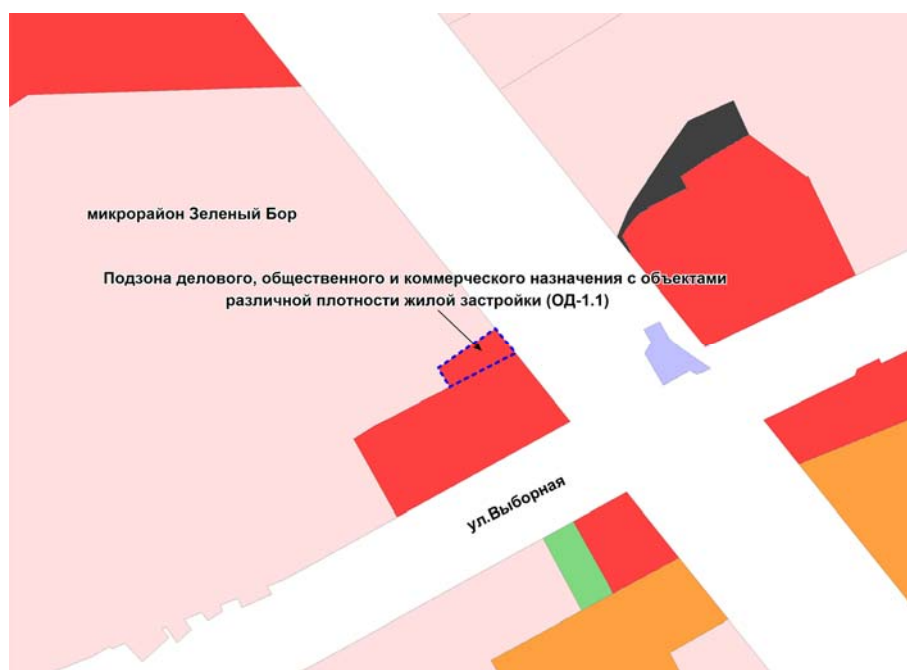 микрорайон Зеленый Бор
Подзона делового, общественного и коммерческого назначения с объектами
различной плотности жилой застройки (ОД-1.1)
ул.Выборная